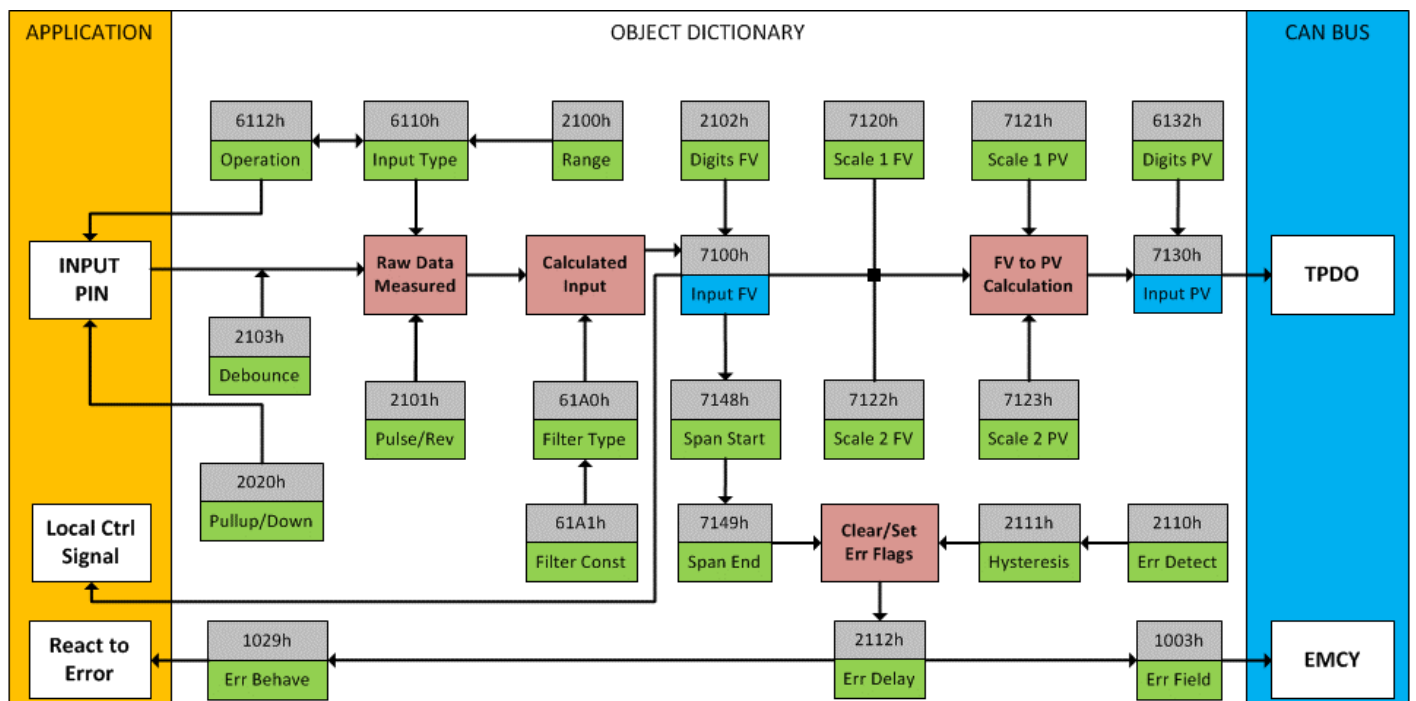 APPLICATION
OBJECT DICTIONARY
CAN BUS
6112h
Operation
6110h
Input Type
2100h
Range
2102h
Digits FV
7120h
Scale 1 FV
7121h
Scale 1 PV
6132h
Digits PV
INPUT
PIN
Raw Data
Measured
Calculated
Input
7100h
Input FV
FV to PV
Calculation
7130h
Input PV
TPDO
2103h
Debounce
2101h
Pulse/Rev
61A0h
Filter Type
7148h
Span Start
7122h
Scale 2 FV
7123h
Scale 2 PV
2020h
Pullup/Down
Local Ctrl
Signal
61A1h
Filter Const
7149h
Span End
Clear/Set
Err Flags
2111h
Hysteresis
2110h
Err Detect
React to
Error
1029h
Err Behave
2112h
Err Delay
1003h
Err Field
EMCY